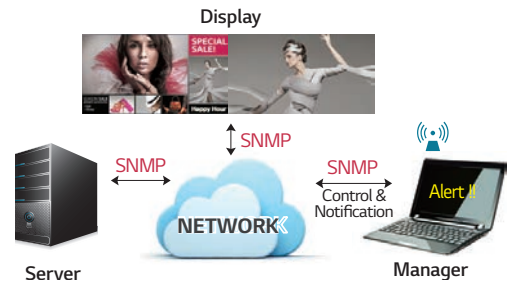 Display
SPECIAL
SALE!
Happy Hour
SNMP
SNMP
SNMP
Control &
Notification
NETWORK
Alert !!
Server
Manager